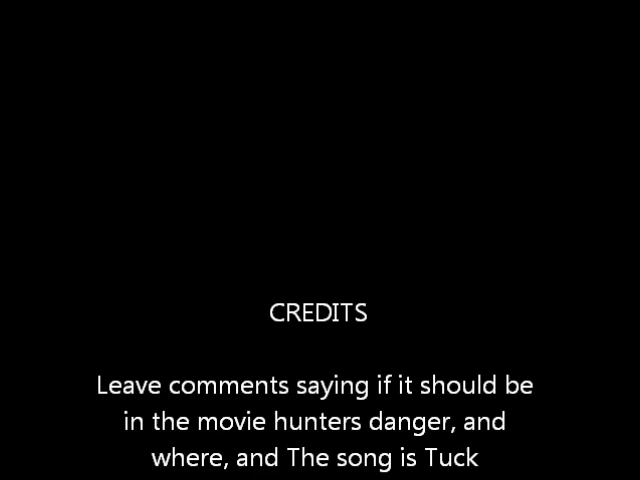 CREDITS
Leave comments saying if it should be
in the movie hunters danger, and
where, and The song is Tuck